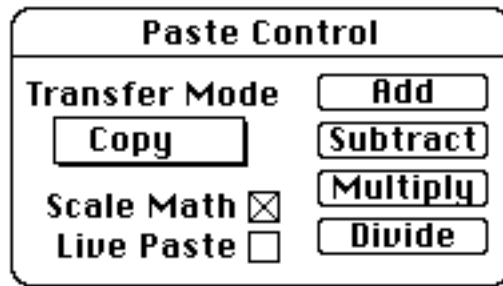 Paste Control
Transfer Mode
Copy
Scale Math
Live Paste
Add
Subtract
Multiply
Divide